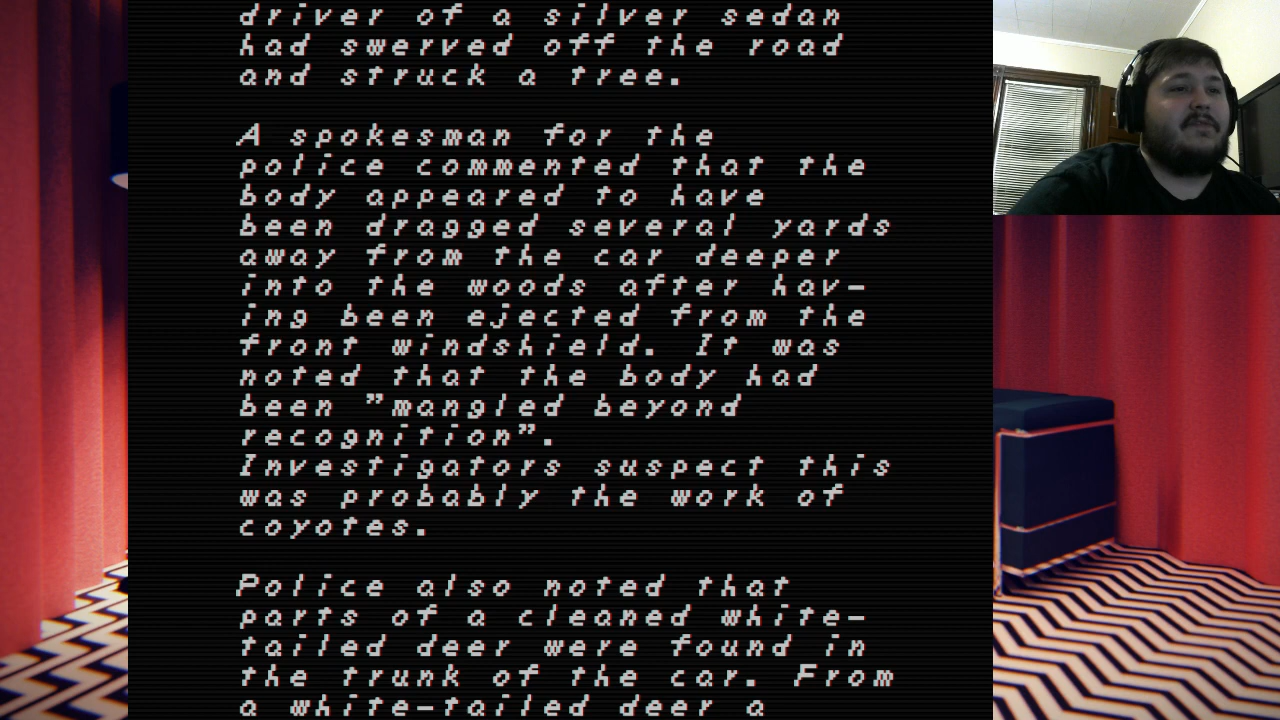 driver of a silver sedan
had swerved off the road
and struck a tree.
A spokesman for the
police commented that the
body appeared to have
been dragged several yards
away from the car deeper
into the woods after hav-
ing been ejected from the
front windshield. It was
noted that the body had
been "mangled beyond
recognition".
Investigators suspect this
was probably the work of
coyotes.
Police also noted that
parts of a cleaned white-
tailed deer were found in
the trunk of the car. From
a white-tailed deer a